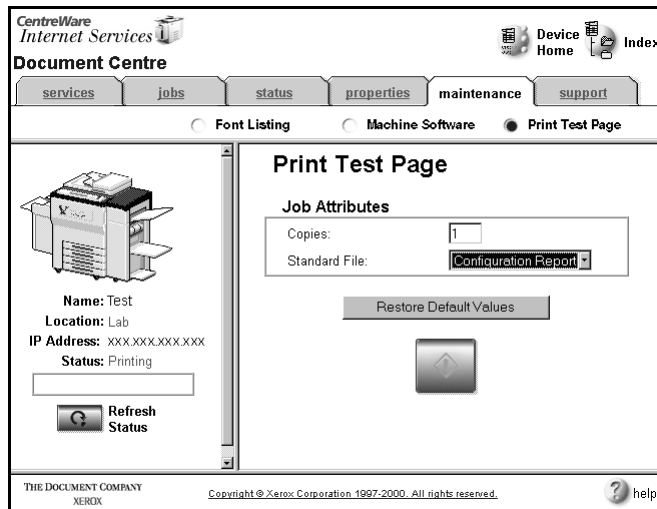 CentreWare
Internet Services
Device Home
Index
Document Centre
services jobs status properties maintenance support
Font Listing Machine Software Print Test Page
Print Test Page
Job Attributes
Copies: 1
Standard File: Configuration Report
Restore Default Values
Name: Test
Location: Lab
IP Address: XXX.XXX.XXX.XXX
Status: Printing
Refresh
Status
THE DOCUMENT COMPANY
XEROX
Copyright © Xerox Corporation 1997-2000. All rights reserved.
help